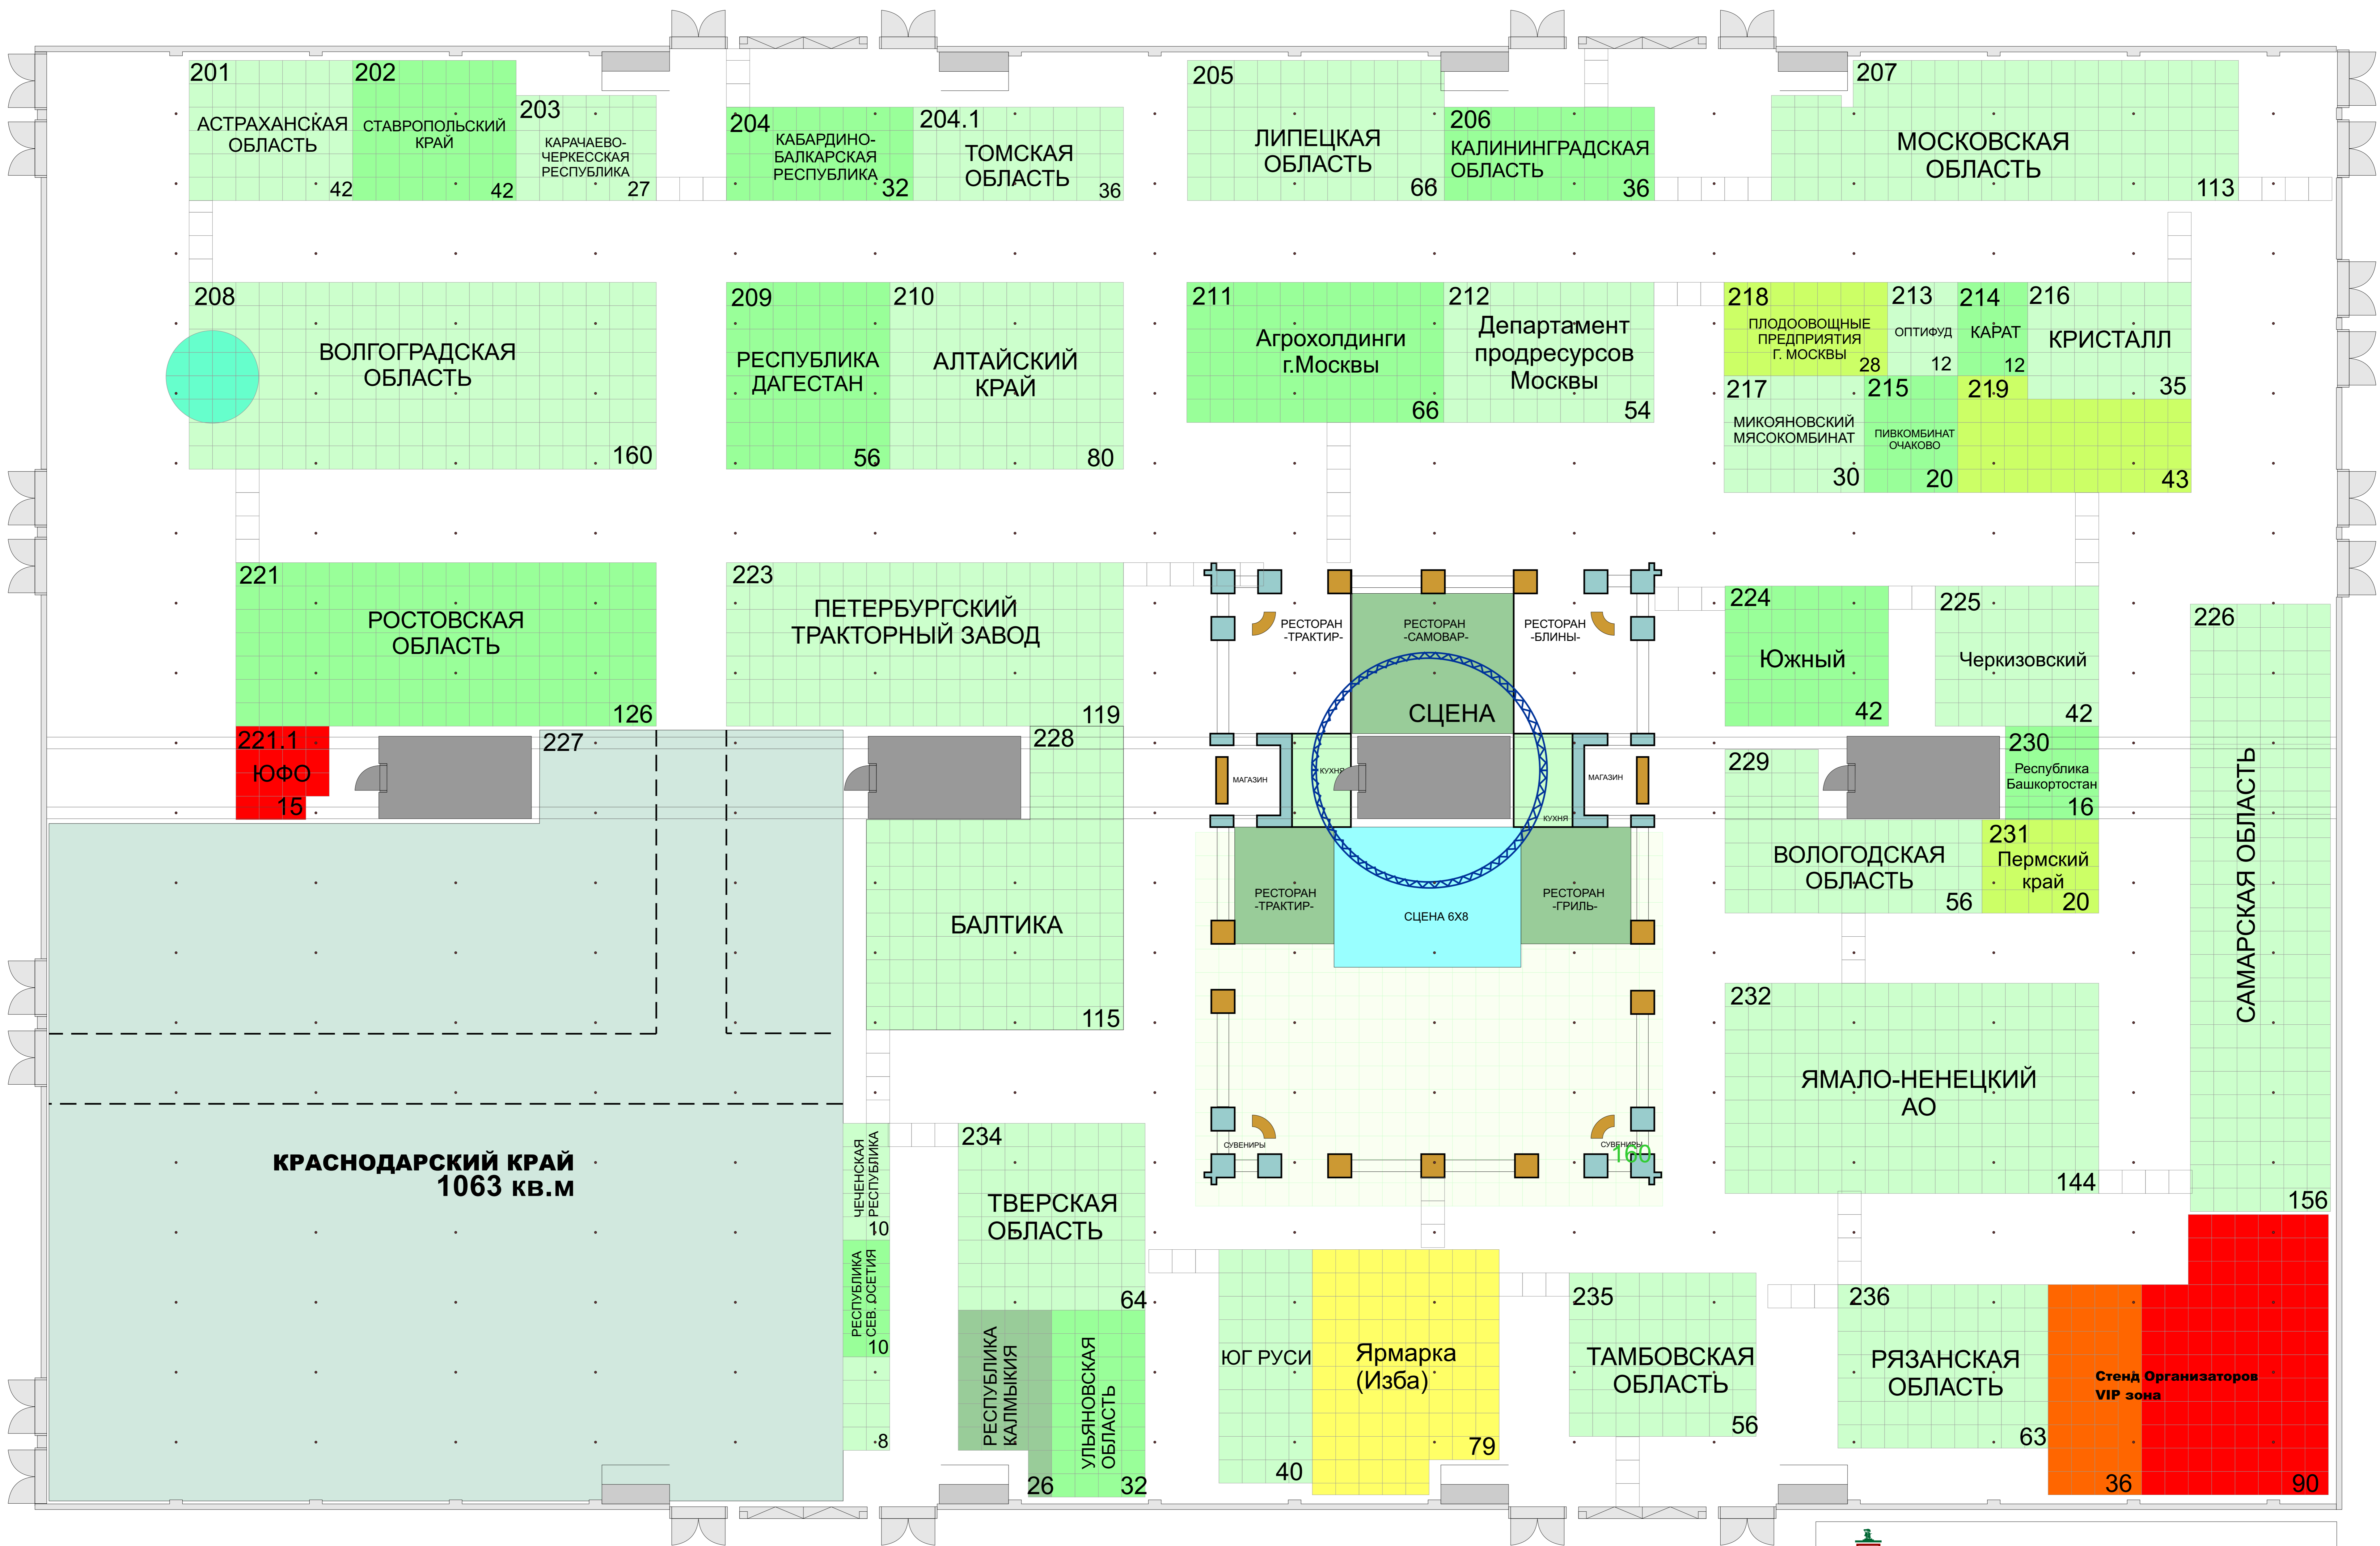 201
АСТРАХАНСКАЯ
ОБЛАСТЬ
42
202
СТАВРОПОЛЬСКИЙ
КРАЙ
42
203
КАРАЧАЕВО-
ЧЕРКЕССКАЯ
РЕСПУБЛИКА
27
204
КАБАРДИНО-
БАЛКАРСКАЯ
РЕСПУБЛИКА
32
204.1
ТОМСКАЯ
ОБЛАСТЬ
36
205
ЛИПЕЦКАЯ
ОБЛАСТЬ
66
206
КАЛИНИНГРАДСКАЯ
ОБЛАСТЬ
36
207
МОСКОВСКАЯ
ОБЛАСТЬ
113
208
ВОЛГОГРАДСКАЯ
ОБЛАСТЬ
160
209
РЕСПУБЛИКА
ДАГЕСТАН
56
210
АЛТАЙСКИЙ
КРАЙ
80
211
Агрохолдинги
г.Москвы
66
212
Департамент
продресурсов
Москвы
54
218
ПЛОДООВОЩНЫЕ
ПРЕДПРИЯТИЯ
Г. МОСКВЫ
28
213
ОПТИФУД
12
214
КАРАТ
12
216
КРИСТАЛЛ
35
217
МИКОЯНОВСКИЙ
МЯСОКОМБИНАТ
30
215
ПИВКОМБИНАТ
ОЧАКОВО
20
219
43
221
РОСТОВСКАЯ
ОБЛАСТЬ
126
223
ПЕТЕРБУРГСКИЙ
ТРАКТОРНЫЙ ЗАВОД
119
РЕСТОРАН
-ТРАКТИР-
РЕСТОРАН
-САМОВАР-
РЕСТОРАН
-БЛИНЫ-
СЦЕНА
224
Южный
42
225
Черкизовский
42
226
САМАРСКАЯ ОБЛАСТЬ
156
221.1
ЮФО
15
227
КРАСНОДАРСКИЙ КРАЙ
1063 кв.м
228
БАЛТИКА
115
МАГАЗИН
КУХНЯ
КУХНЯ
МАГАЗИН
РЕСТОРАН
-ТРАКТИР-
СЦЕНА 6Х8
РЕСТОРАН
-ГРИЛЬ-
СУВЕНИРЫ
СУВЕНИРЫ
160
229
ВОЛОГОДСКАЯ
ОБЛАСТЬ
56
230
Республика
Башкортостан
16
231
Пермский
край
20
232
ЯМАЛО-НЕНЕЦКИЙ
АО
144
ЧЕЧЕНСКАЯ
РЕСПУБЛИКА
10
РЕСПУБЛИКА
СЕВ. ОСЕТИЯ
10
8
234
ТВЕРСКАЯ
ОБЛАСТЬ
64
РЕСПУБЛИКА
КАЛМЫКИЯ
26
УЛЬЯНОВСКАЯ
ОБЛАСТЬ
32
ЮГ РУСИ
40
Ярмарка
(Изба)
79
235
ТАМБОВСКАЯ
ОБЛАСТЬ
56
236
РЯЗАНСКАЯ
ОБЛАСТЬ
63
Стенд Организаторов
VIP зона
36
90